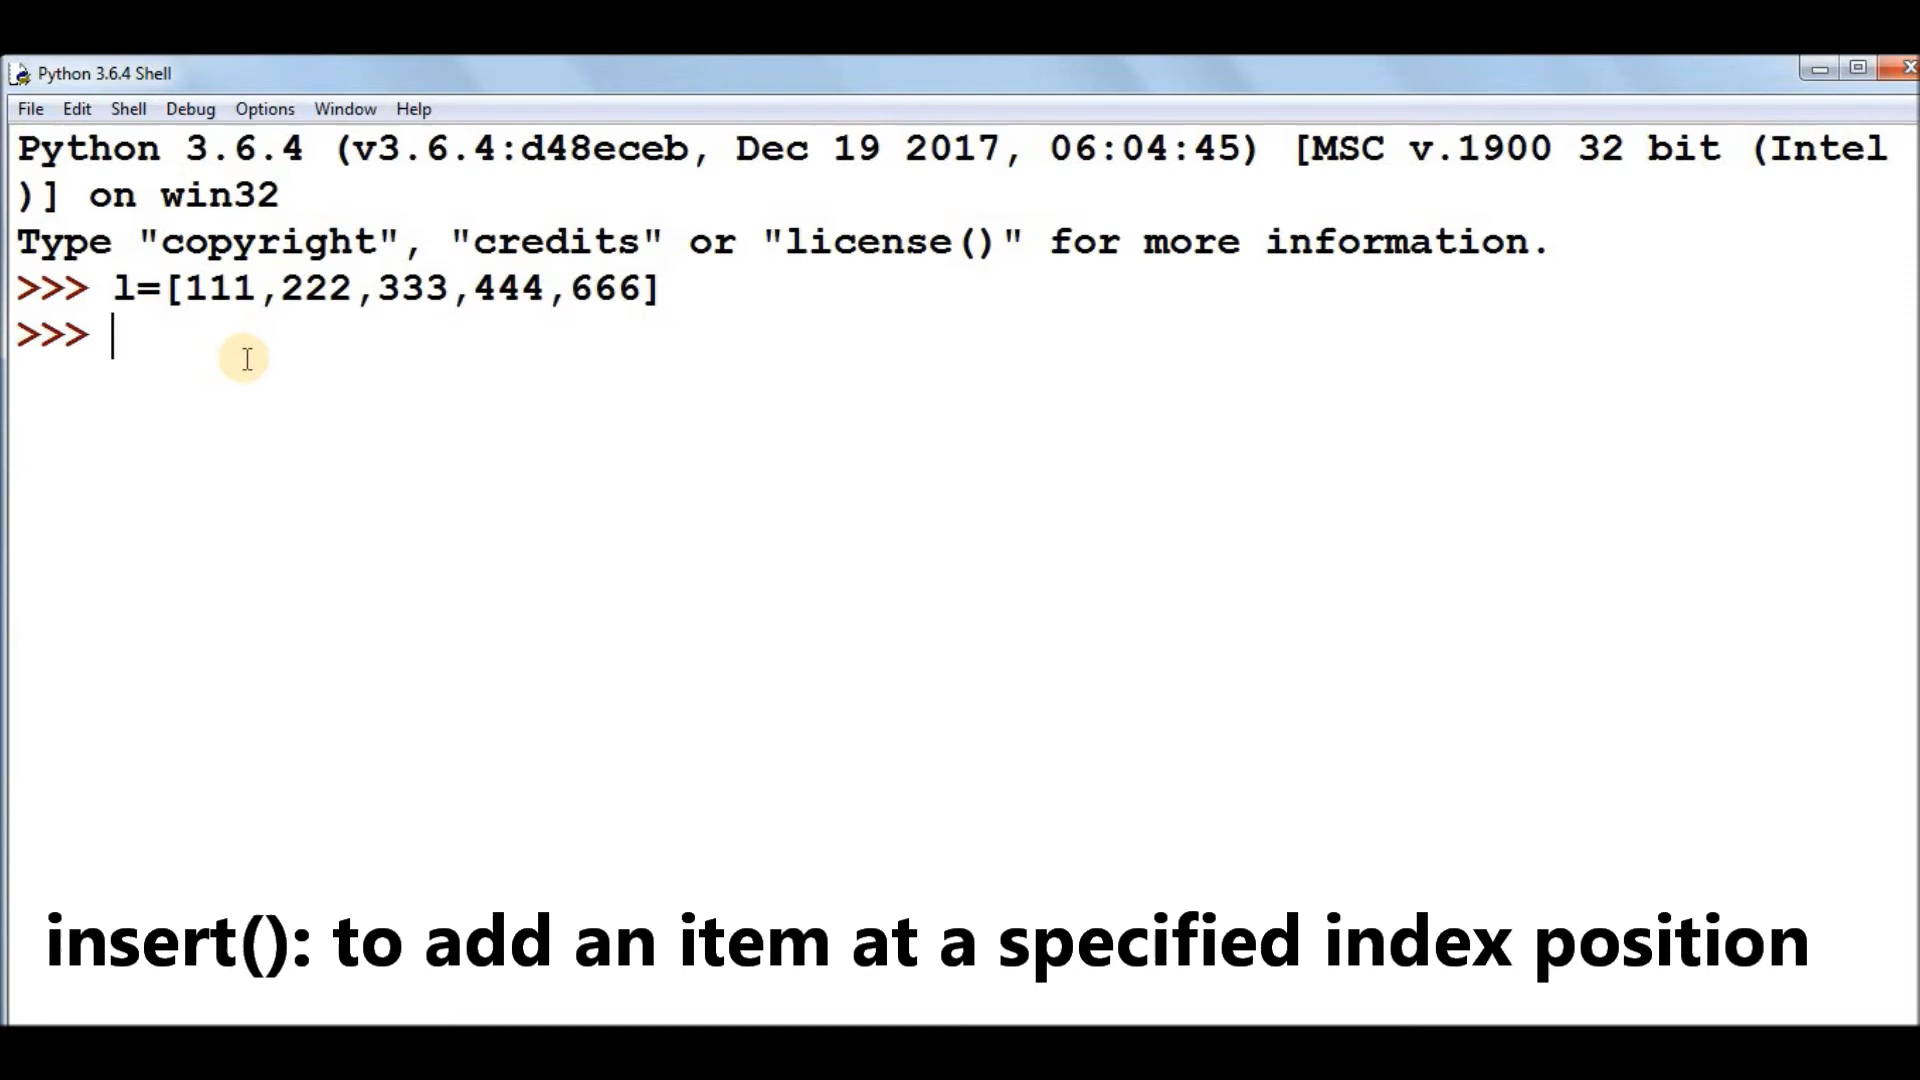 Python 3.6.4 Shell
File Edit Shell Debug Options Window Help
Python 3.6.4 (v3.6.4:d48eceb, Dec 19 2017, 06:04:45) [MSC v.1900 32 bit (Intel
)] on win32
Type "copyright", "credits" or "license()" for more information.
>>> l=[111,222,333,444,666]
>>>
insert(): to add an item at a specified index position